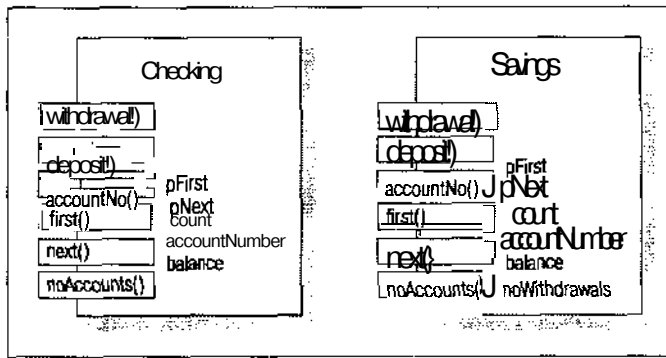 Checking
withdrawal!)
deposit!)
accountNo()
first()
next()
noAccounts()
pFirst
pNext
count
accountNumber
balance
Savings
withdrawal!)
deposit!)
accountNo()
first()
next()
noAccounts()
pFirst
pNext
count
accountNumber
balance
noWithdrawals